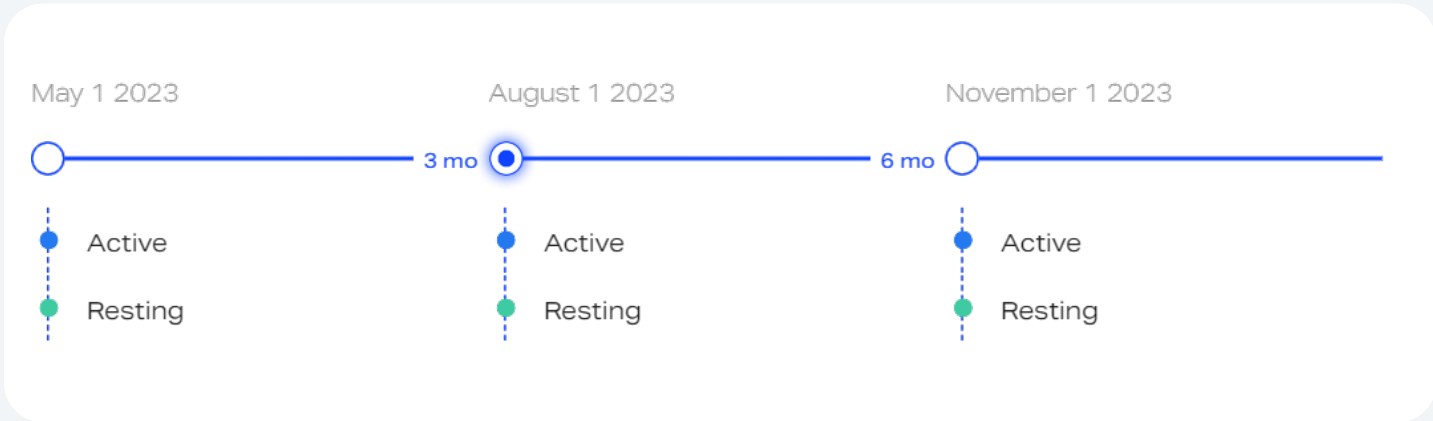 May 1 2023
August 1 2023
November 1 2023
3 mo
6 mo
Active
Active
Active
Resting
Resting
Resting